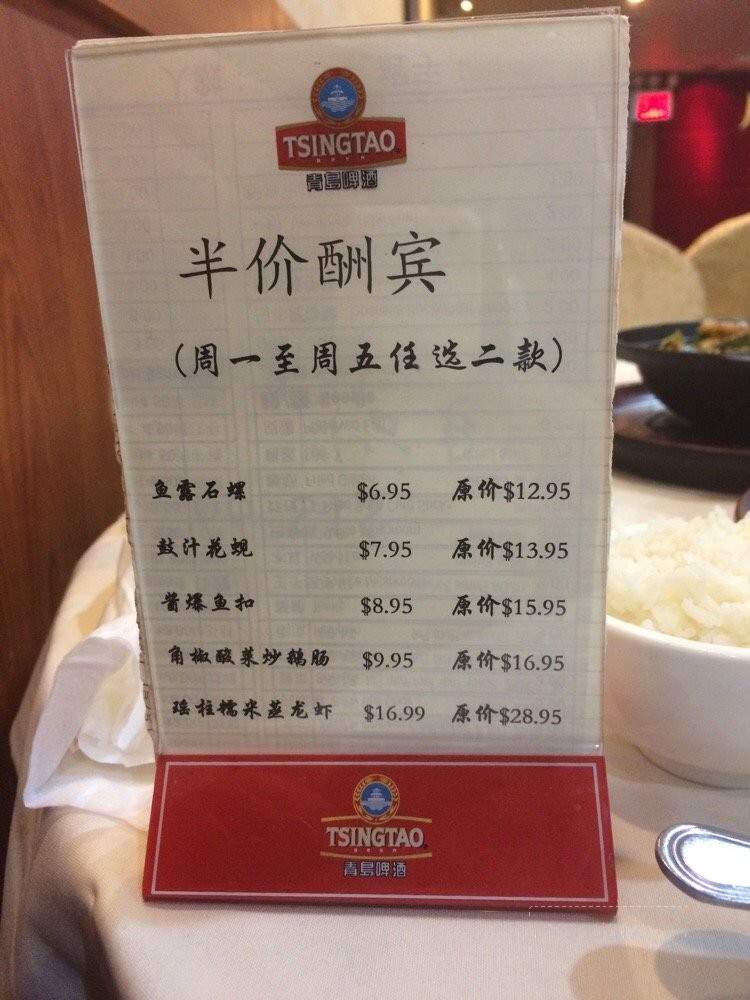 TSINGTAO
青島啤酒
半价酬宾
(周一至周五任选二款)
鱼露石螺 $6.95 原价$12.95
鼓汁花蚬 $7.95 原价$13.95
酱爆鱼扣 $8.95 原价$15.95
角椒酸菜炒鹅肠 $9.95 原价$16.95
瑶柱糯米蒸龙虾 $16.99 原价$28.95
TSINGTAO
青島啤酒